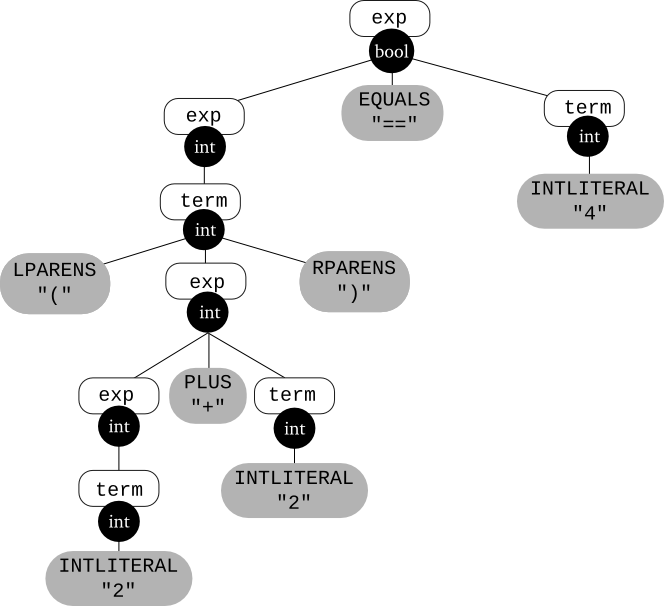 exp
bool
exp
int
EQUALS
"=="
term
int
INTLITERAL
"4"
term
int
LPARENS
"("
exp
int
RPARENS
")"
exp
int
PLUS
"+"
term
int
INTLITERAL
"2"
term
int
INTLITERAL
"2"